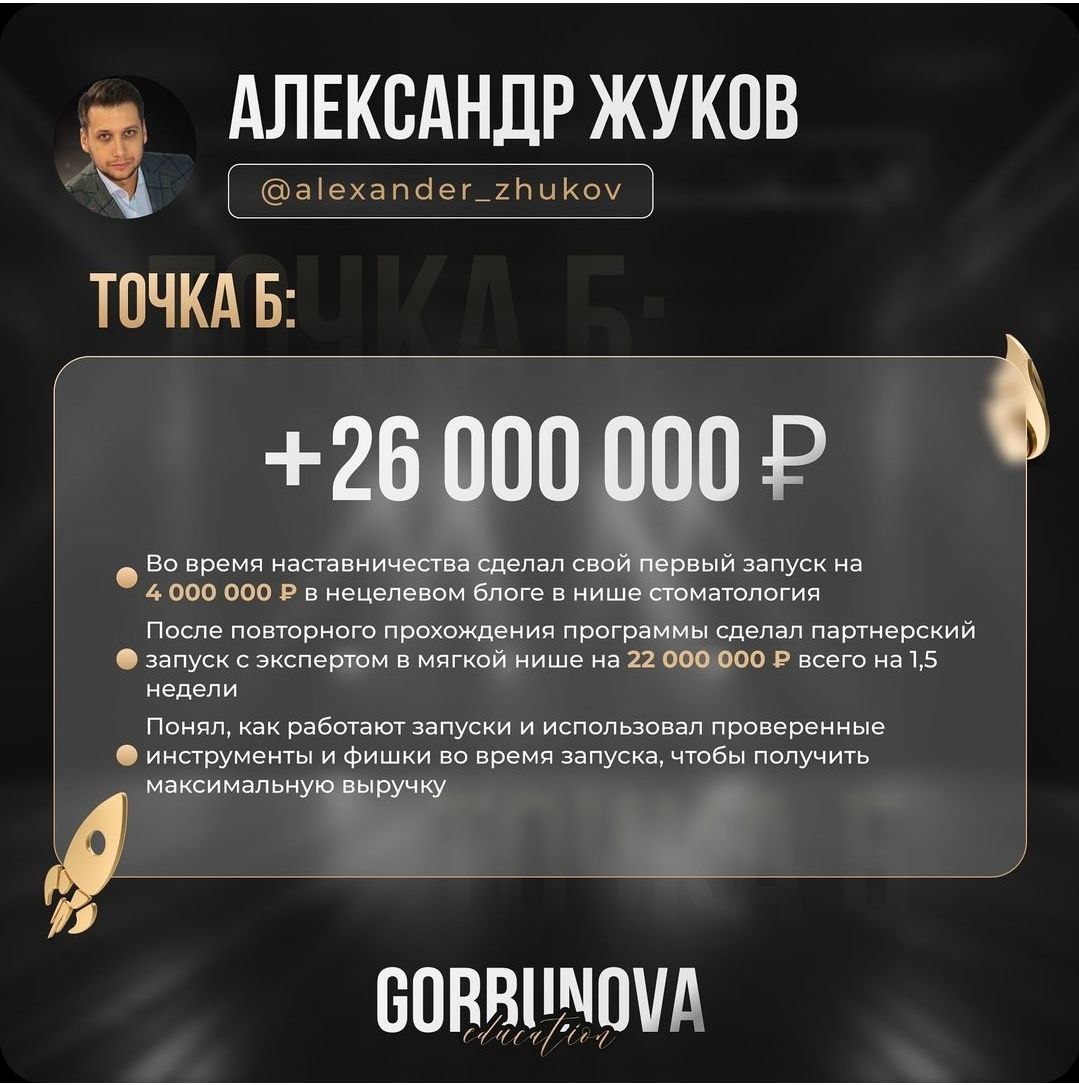 АЛЕКСАНДР ЖУКОВ
@alexander_zhukov
ТОЧКА Б:
ТОЧКА Б:
+26 000 000 ₽
Во время наставничества сделал свой первый запуск на
4 000 000 ₽ в нецелевом блоге в нише стоматология
После повторного прохождения программы сделал партнерский
запуск с экспертом в мягкой нише на 22 000 000 ₽ всего на 1,5
недели
Понял, как работают запуски и использовал проверенные
инструменты и фишки во время запуска, чтобы получить
максимальную выручку
ТОЧКА Б
GORBUNOVA
education